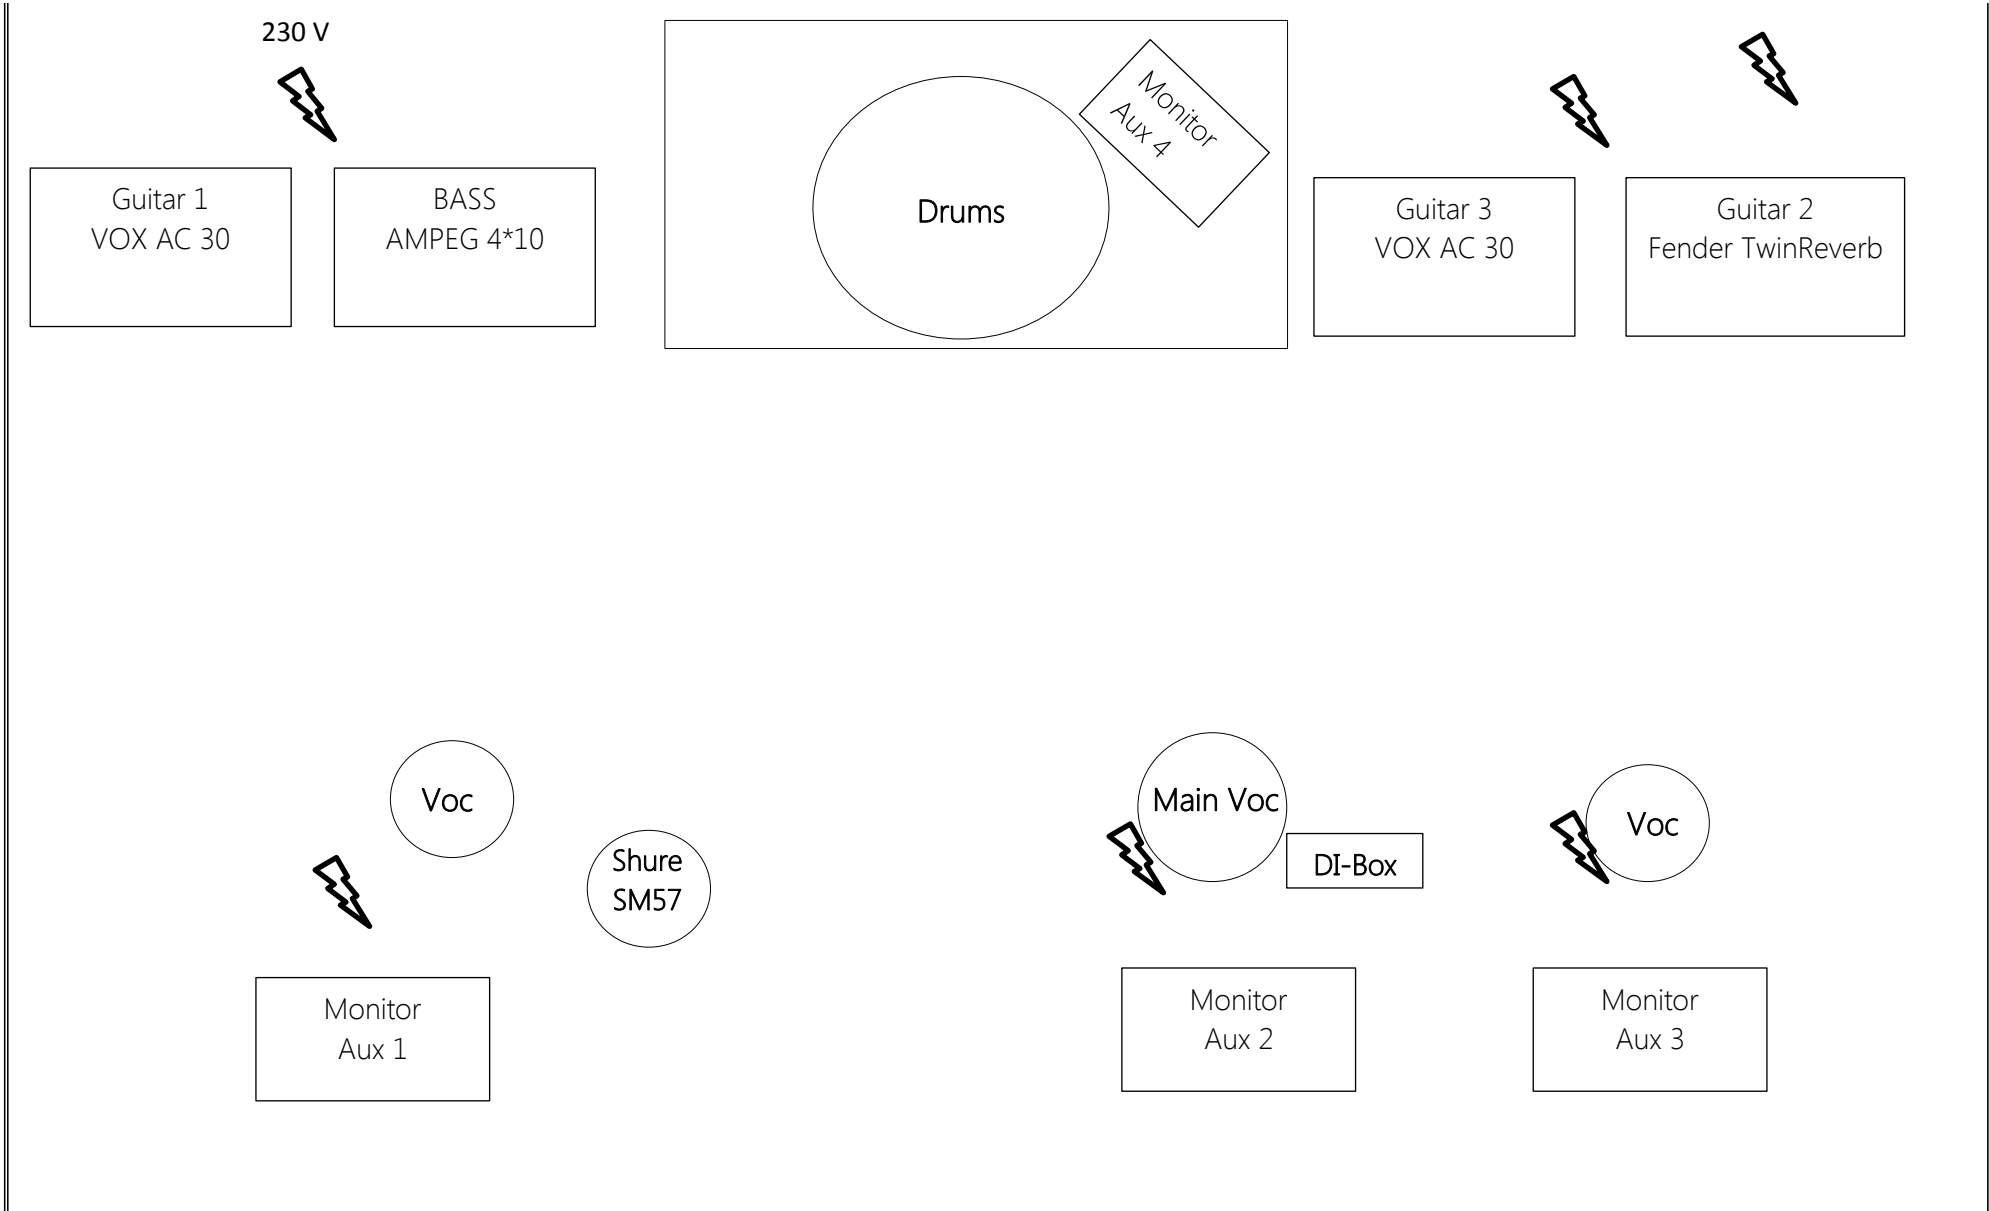 230 V
Monitor
Aux 4
Guitar 1
VOX AC 30
BASS
AMPEG 4*10
Drums
Guitar 3
VOX AC 30
Guitar 2
Fender TwinReverb
Voc
Shure
SM57
Main Voc
DI-Box
Voc
Monitor
Aux 1
Monitor
Aux 2
Monitor
Aux 3